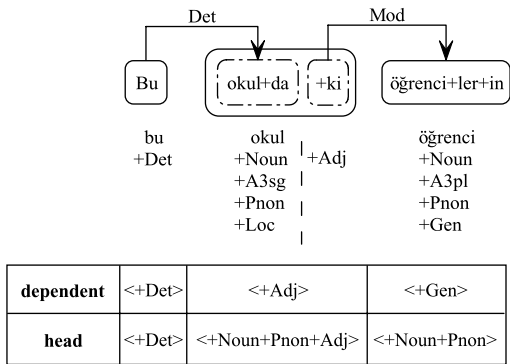 Det Mod
Bu okul+da +ki öğrenci+ler+in
bu okul öğrenci
+Det +Noun +Adj +Noun
+A3sg +A3pl
+Pnon +Pnon
+Loc +Gen
dependent <+Det> <+Adj> <+Gen>
head <+Det> <+Noun+Pnon+Adj> <+Noun+Pnon>